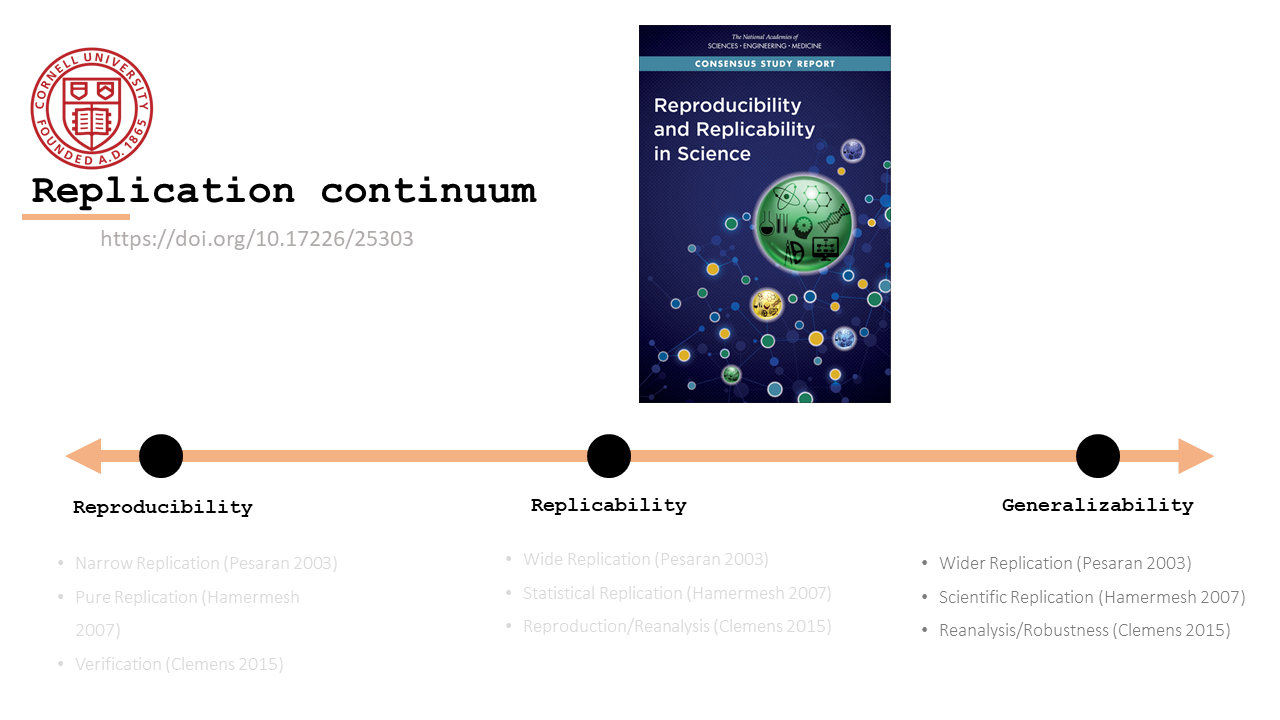 CORNELL UNIVERSITY
FOUNDED A.D. 1865
Replication continuum
https://doi.org/10.17226/25303
The National Academies of
SCIENCES • ENGINEERING • MEDICINE
CONSENSUS STUDY REPORT
Reproducibility
and Replicability
in Science
Reproducibility
• Narrow Replication (Pesaran 2003)
• Pure Replication (Hamermesh
2007)
• Verification (Clemens 2015)
Replicability
• Wide Replication (Pesaran 2003)
• Statistical Replication (Hamermesh 2007)
• Reproduction/Reanalysis (Clemens 2015)
Generalizability
• Wider Replication (Pesaran 2003)
• Scientific Replication (Hamermesh 2007)
• Reanalysis/Robustness (Clemens 2015)